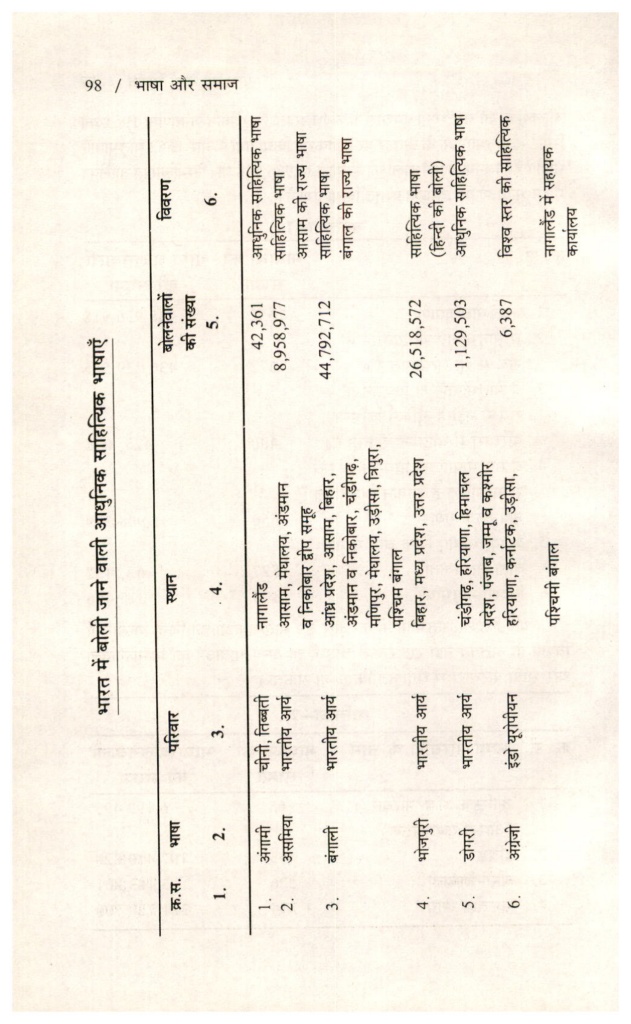 98 / भाषा और समाज
भारत में बोली जाने वाली आधुनिक साहित्यिक भाषाएँ
क्र.स. भाषा परिवार स्थान बोलनेवालों की संख्या विवरण
1. 2. 3. 4. 5. 6.
1. अंगामी चीनी, तिब्बती नागालैंड 42,361 आधुनिक साहित्यिक भाषा
2. असमिया भारतीय आर्य आसाम, मेघालय, अंडमान 8,958,977 साहित्यिक भाषा
व निकोबार द्वीप समूह आसाम की राज्य भाषा
3. बंगाली भारतीय आर्य आंध्र प्रदेश, आसाम, बिहार, 44,792,712 साहित्यिक भाषा
अंडमान व निकोबार, चंडीगढ़, बंगाल की राज्य भाषा
मणिपुर, मेघालय, उड़ीसा, त्रिपुरा,
पश्चिम बंगाल
4. भोजपुरी भारतीय आर्य बिहार, मध्य प्रदेश, उत्तर प्रदेश 26,518,572 साहित्यिक भाषा
(हिन्दी की बोली)
5. डोगरी भारतीय आर्य चंडीगढ़, हरियाणा, हिमाचल 1,129,503 आधुनिक साहित्यिक भाषा
प्रदेश, पंजाब, जम्मू व कश्मीर
6. अंग्रेजी इंडो यूरोपीयन हरियाणा, कर्नाटक, उड़ीसा, 6,387 विश्व स्तर की साहित्यिक
पश्चिमी बंगाल नागालैंड में सहायक
कार्यालय